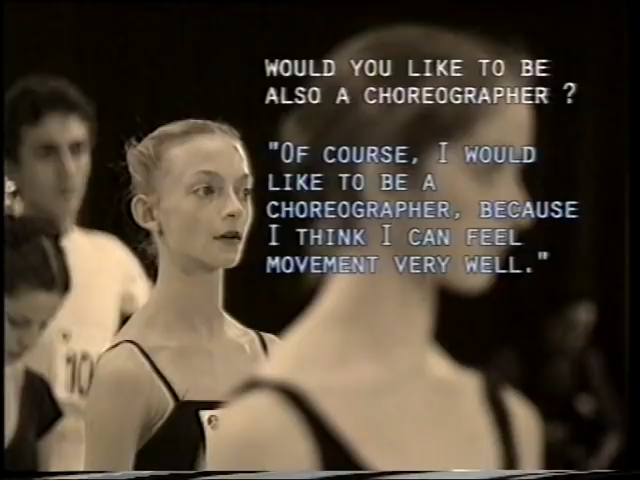 WOULD YOU LIKE TO BE
ALSO A CHOREOGRAPHER ?
"OF COURSE, I WOULD
LIKE TO BE A
CHOREOGRAPHER, BECAUSE
I THINK I CAN FEEL
MOVEMENT VERY WELL."
10